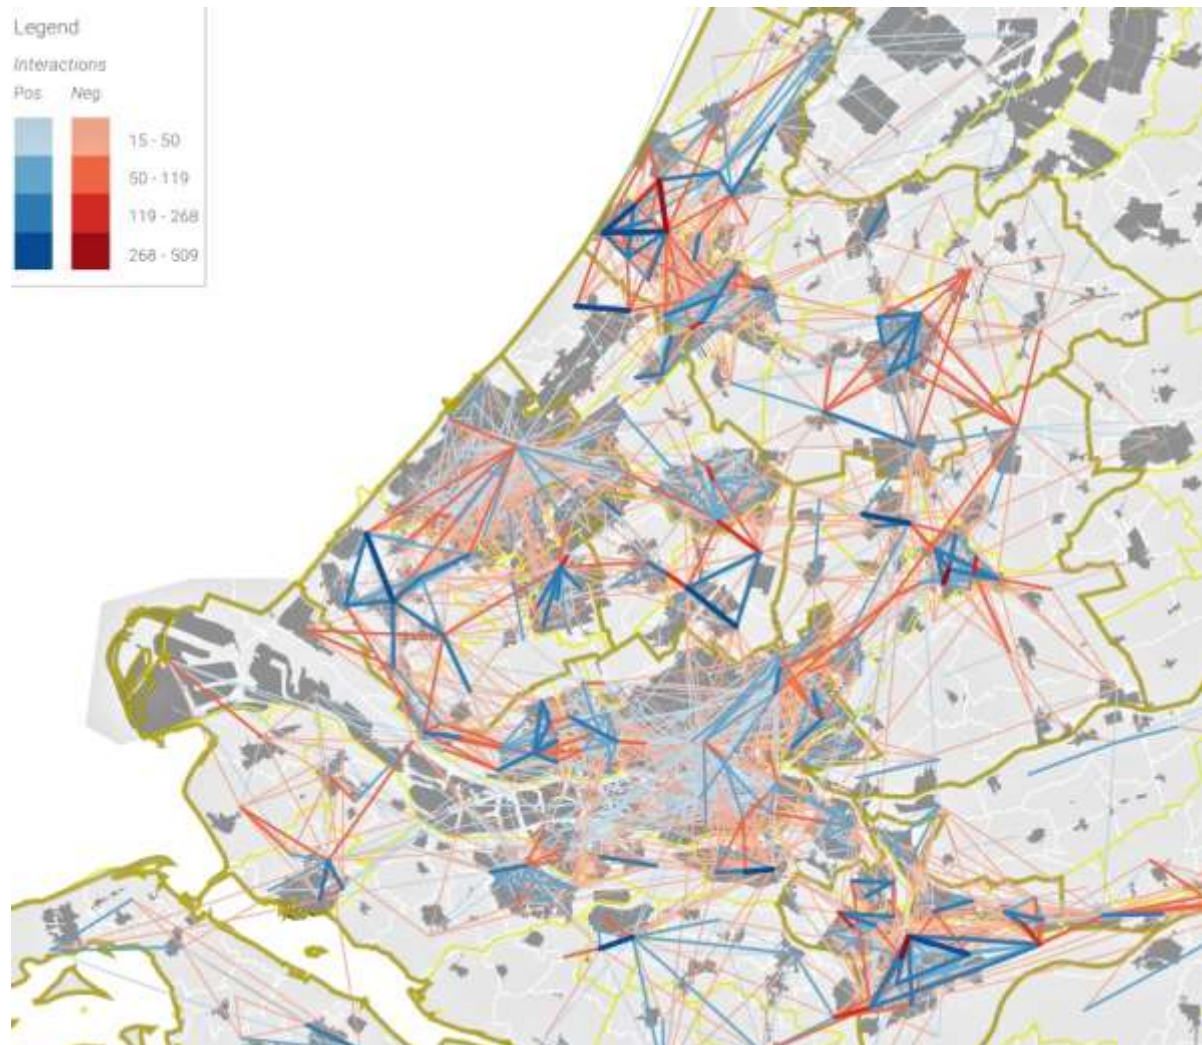 Legend
Interactions
Pos. Neg.
15 - 50
50 - 119
119 - 268
268 - 509